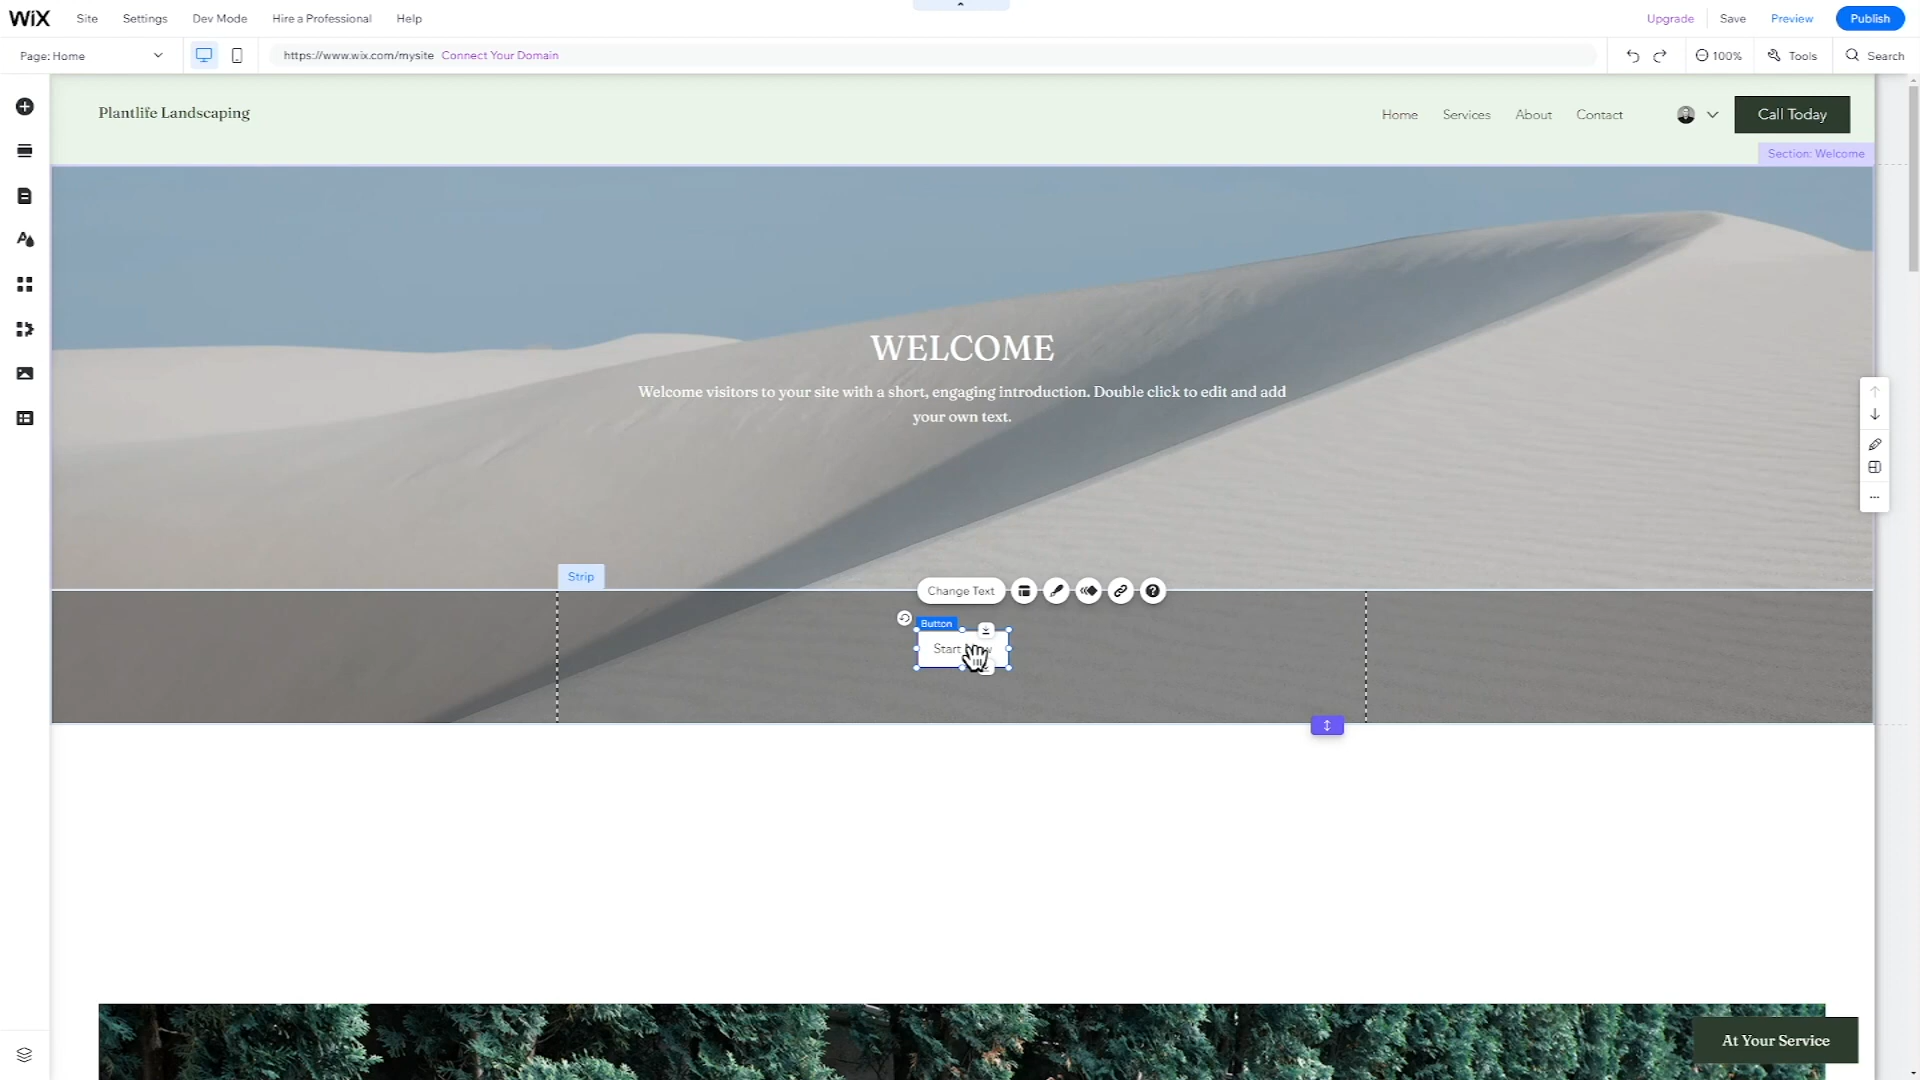 WiX Site Settings Dev Mode Hire a Professional Help Upgrade Save Preview Publish
Page: Home https://www.wix.com/mysite Connect Your Domain 100% Tools Search
Plantlife Landscaping Home Services About Contact Call Today
Section: Welcome
WELCOME
Welcome visitors to your site with a short, engaging introduction. Double click to edit and add
your own text.
Strip
Change Text
Button
Start
At Your Service